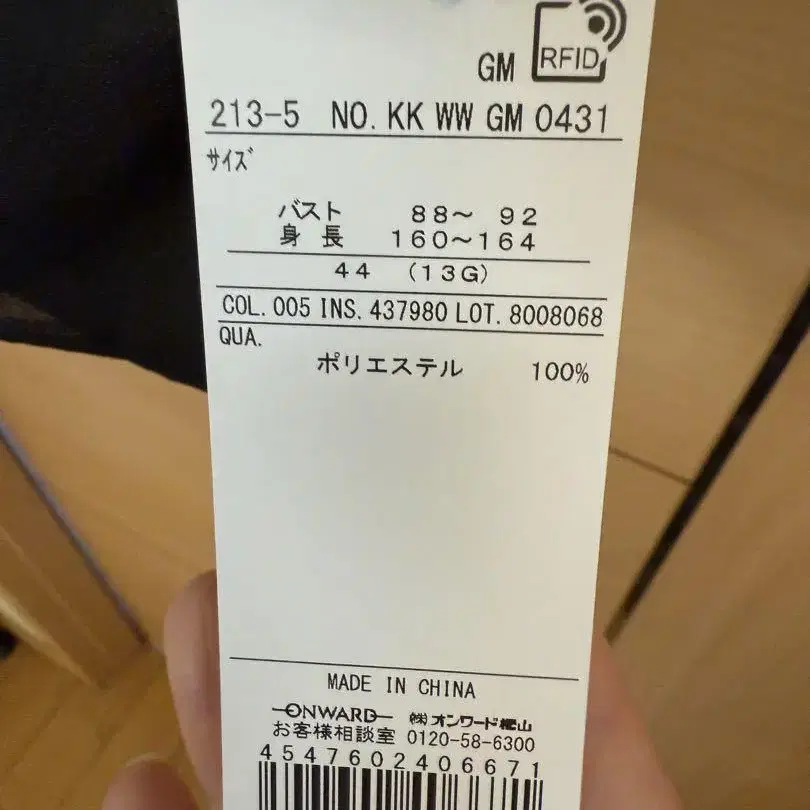 GM RFID
213-5 NO. KK WW GM 0431
サイズ
バスト 88～ 92
身 長 160～164
44 (13G)
COL. 005 INS. 437980 LOT. 8008068
QUA.
ポリエステル 100%
MADE IN CHINA
ONWARD ㈱オンワード樫山
お客様相談室 0120-58-6300
4547602406671